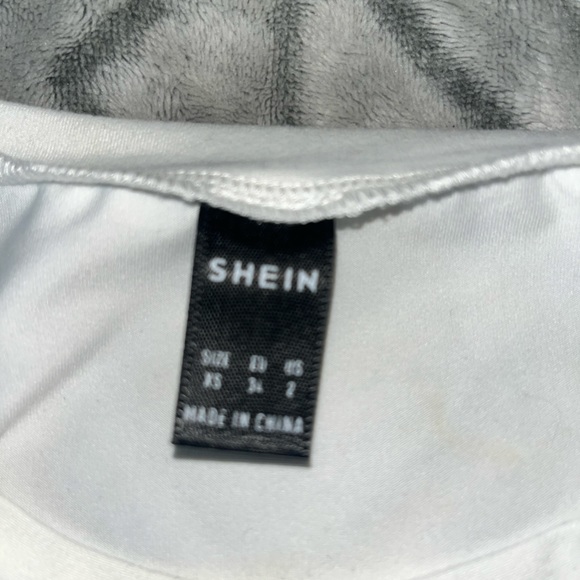 SHEIN
SIZE EU US
XS 34 2
MADE IN CHINA